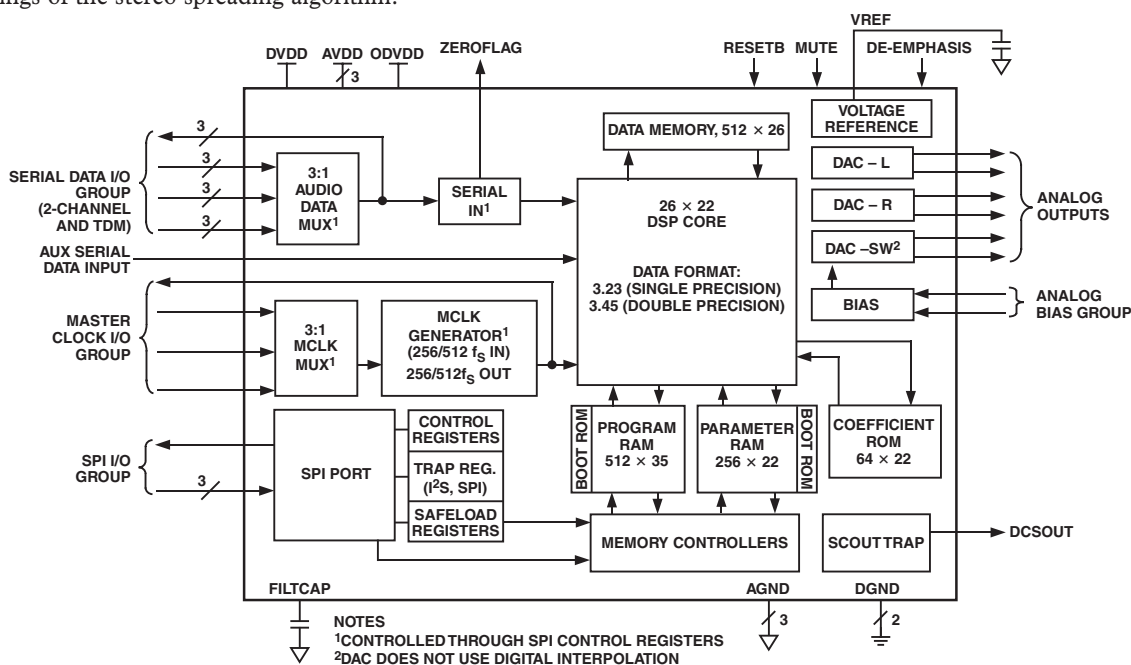 ings of the stereo spreading algorithm.
VREF
DVDD
AVDD
ODVDD
ZEROFLAG
RESETB
MUTE
DE-EMPHASIS
3
VOLTAGE
REFERENCE
DATA MEMORY, 512 × 26
SERIAL DATA I/O
GROUP
(2-CHANNEL
AND TDM)
3
3
3
3
3:1
AUDIO
DATA
MUX1
SERIAL
IN1
26 × 22
DSP CORE
DATA FORMAT:
3.23 (SINGLE PRECISION)
3.45 (DOUBLE PRECISION)
DAC – L
DAC – R
DAC –SW2
ANALOG
OUTPUTS
AUX SERIAL
DATA INPUT
BIAS
ANALOG
BIAS GROUP
MASTER
CLOCK I/O
GROUP
3:1
MCLK
MUX1
MCLK
GENERATOR1
(256/512 fS IN)
256/512fS OUT
SPI I/O
GROUP
3
SPI PORT
CONTROL
REGISTERS
TRAP REG.
(I2S, SPI)
SAFELOAD
REGISTERS
BOOT ROM
PROGRAM
RAM
512 × 35
PARAMETER
RAM
256 × 22
BOOT ROM
COEFFICIENT
ROM
64 × 22
MEMORY CONTROLLERS
SCOUT TRAP
DCSOUT
FILTCAP
AGND
3
DGND
2
NOTES
1CONTROLLED THROUGH SPI CONTROL REGISTERS
2DAC DOES NOT USE DIGITAL INTERPOLATION